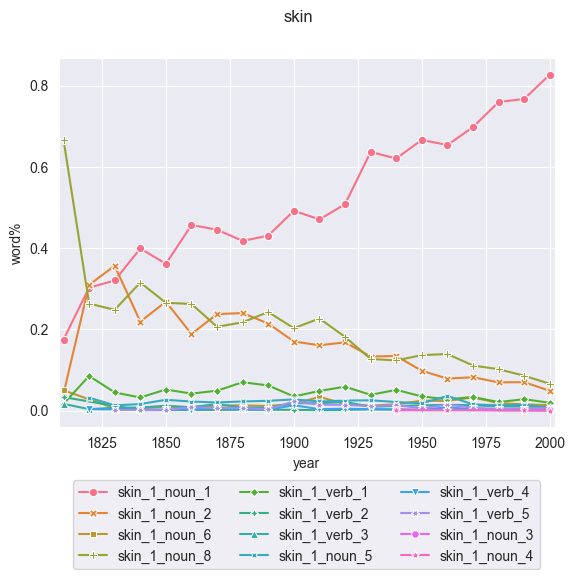 skin
0.8
0.6
0.4
0.2
0.0
word%
1825 1850 1875 1900 1925 1950 1975 2000
year
skin_1_noun_1 skin_1_verb_1 skin_1_verb_4
skin_1_noun_2 skin_1_verb_2 skin_1_verb_5
skin_1_noun_6 skin_1_verb_3 skin_1_noun_3
skin_1_noun_8 skin_1_noun_5 skin_1_noun_4